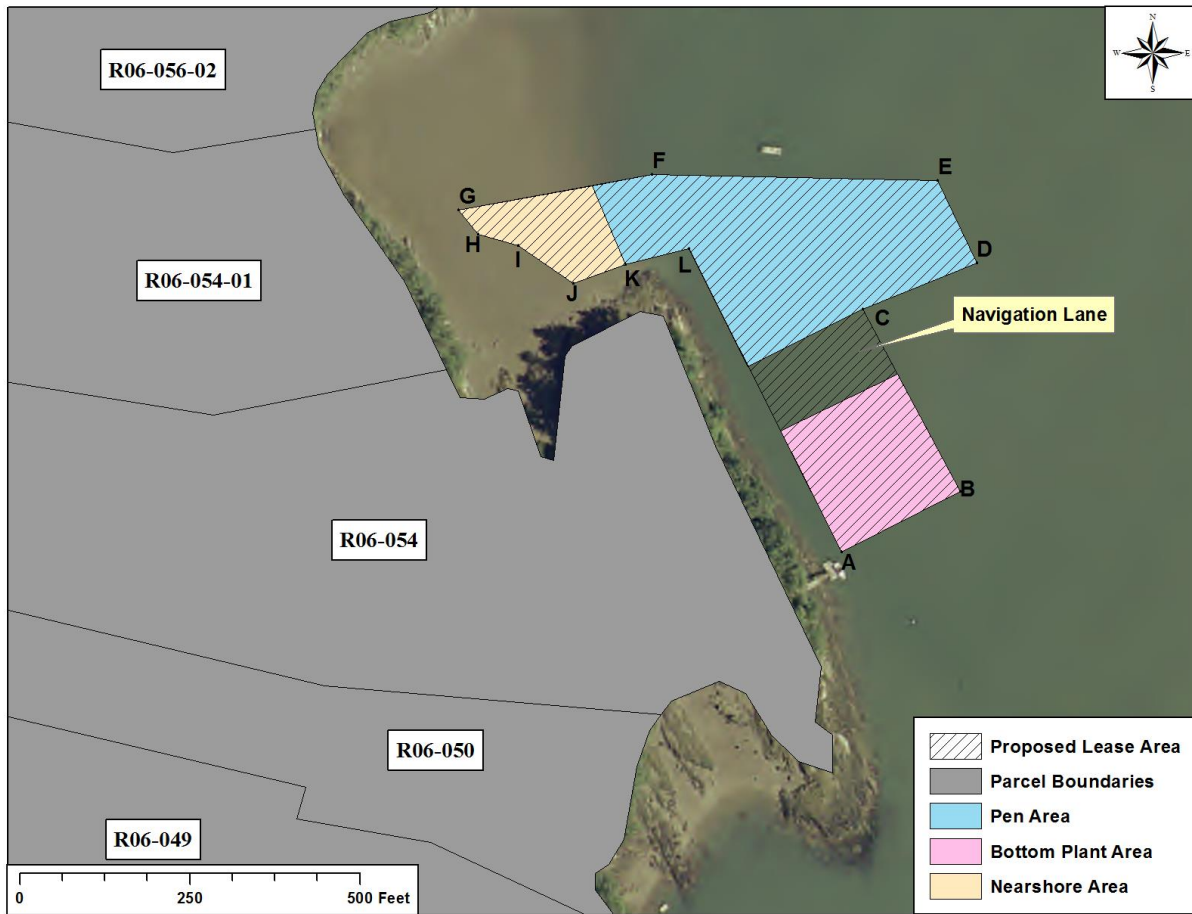 N
W E
S
R06-056-02
F
E
G
H
I
L
D
R06-054-01
K
J
C
Navigation Lane
B
R06-054
A
R06-050
R06-049
0 250 500 Feet
Proposed Lease Area
Parcel Boundaries
Pen Area
Bottom Plant Area
Nearshore Area